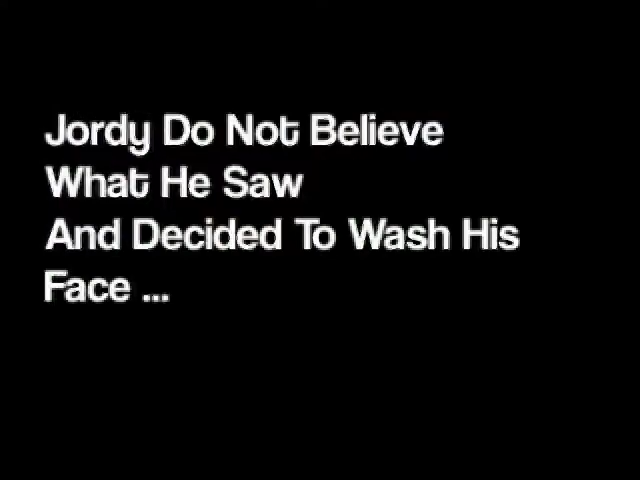 Jordy Do Not Believe
What He Saw
And Decided To Wash His
Face ...